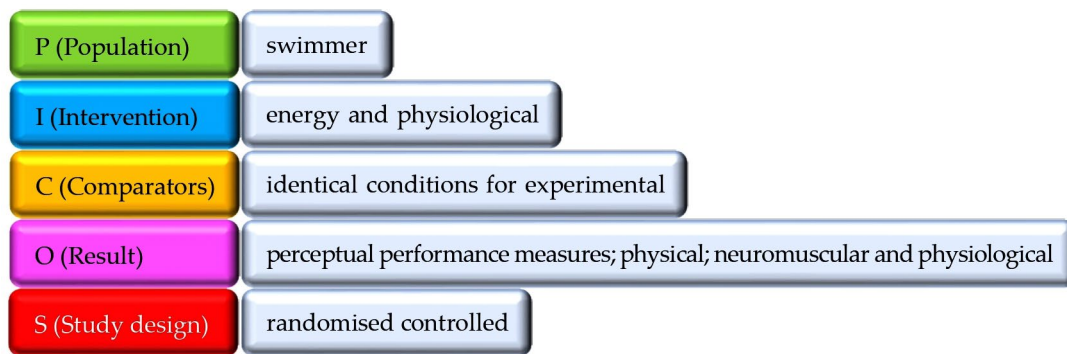 P (Population) swimmer
I (Intervention) energy and physiological
C (Comparators) identical conditions for experimental
O (Result) perceptual performance measures; physical; neuromuscular and physiological
S (Study design) randomised controlled